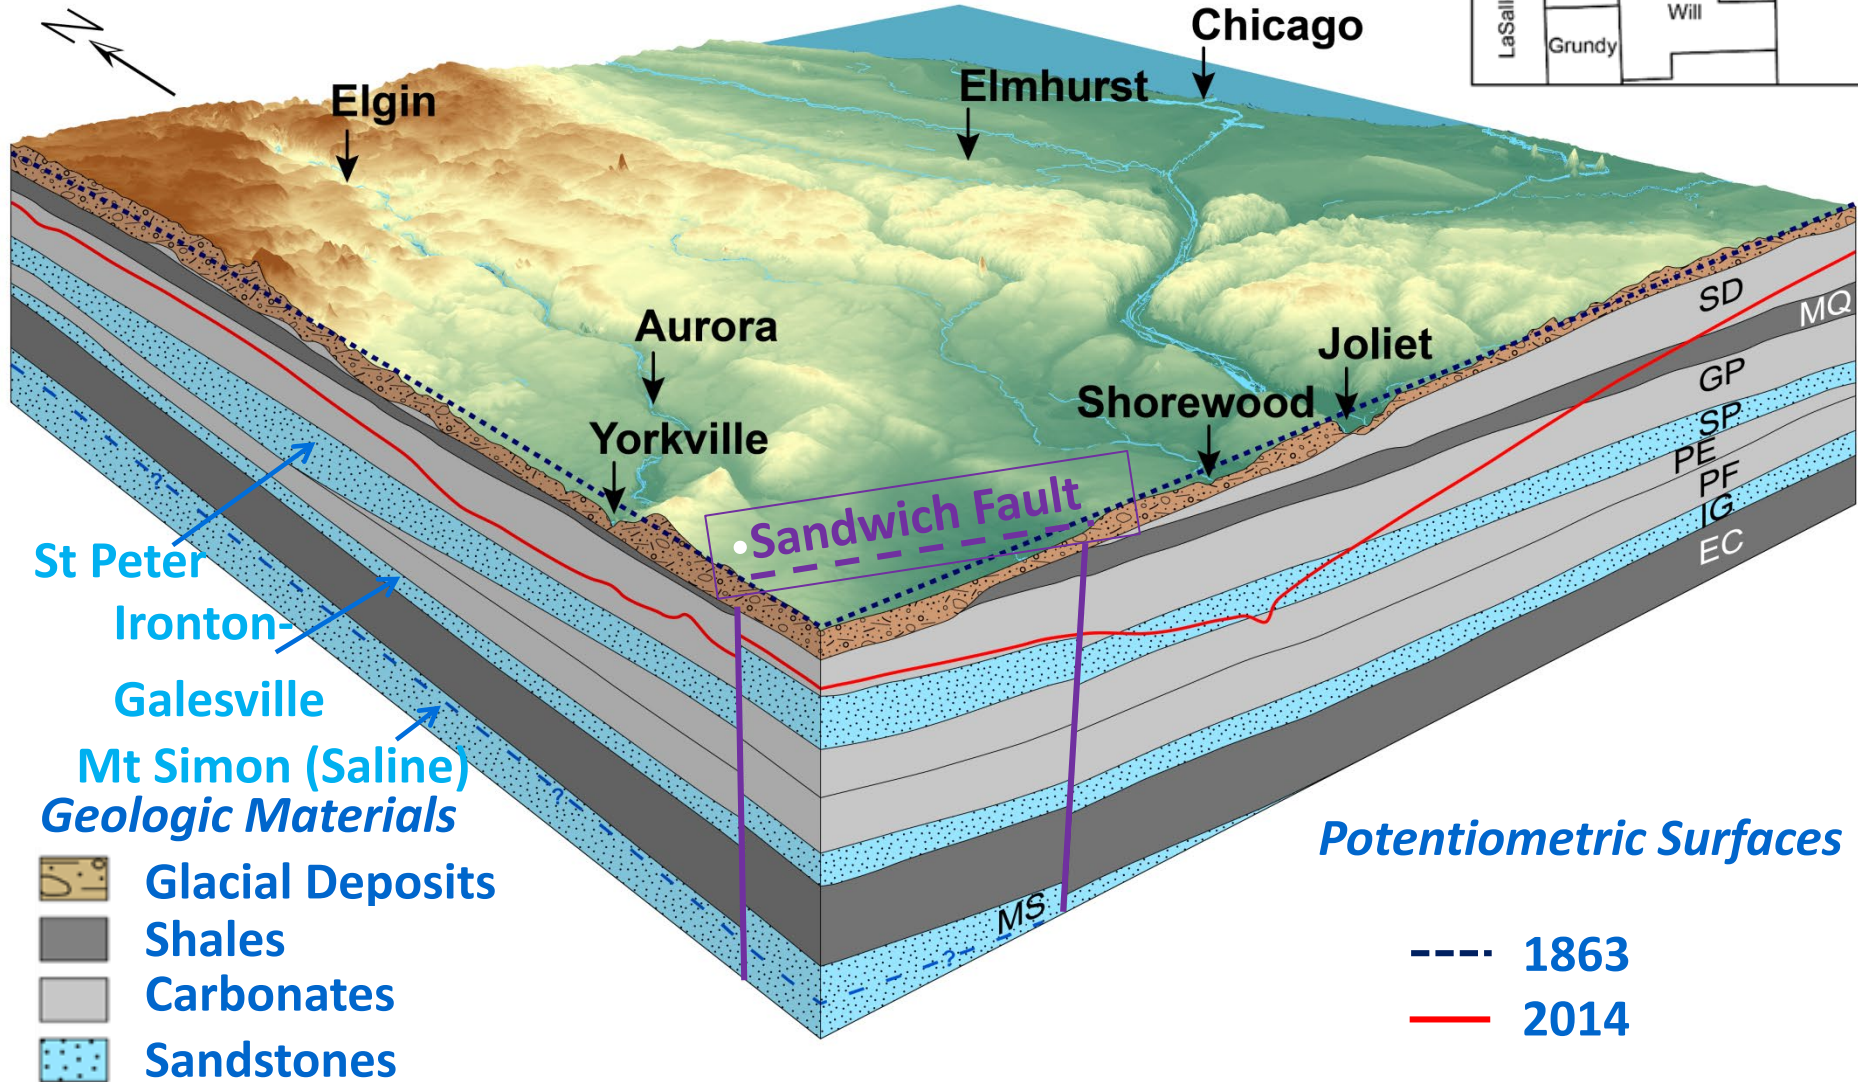 N
Chicago
LaSall
Will
Grundy
Elmhurst
Elgin
SD
MQ
Aurora
Joliet
GP
Shorewood
SP
Yorkville
PE
PF
Sandwich Fault
IG
?
EC
St Peter
Ironton-
Galesville
Mt Simon (Saline)
?
Geologic Materials
Potentiometric Surfaces
Glacial Deposits
MS
Shales
?
1863
Carbonates
2014
Sandstones